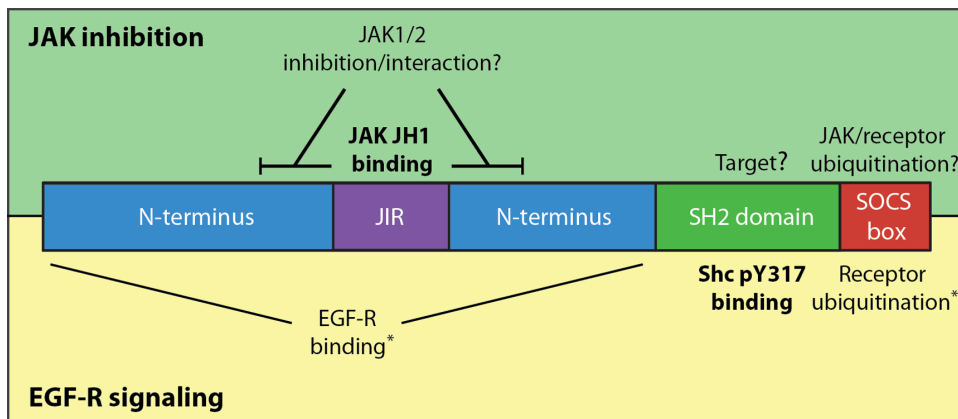 JAK inhibition
JAK1/2
inhibition/interaction?
JAK JH1
binding
Target?
JAK/receptor
ubiquitination?
N-terminus
JIR
N-terminus
SH2 domain
SOCS
box
Shc pY317
binding
Receptor
ubiquitination*
EGF-R
binding*
EGF-R signaling